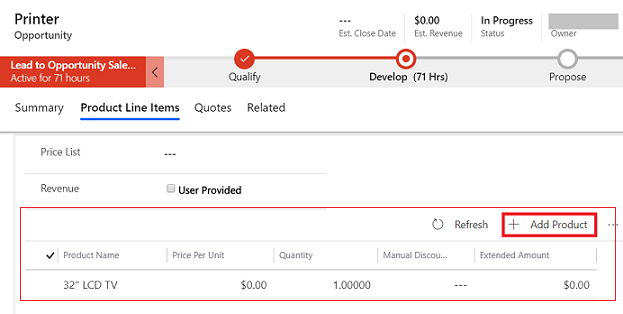 Printer
Opportunity
--- $0.00 In Progress
Est. Close Date Est. Revenue Status Owner
Lead to Opportunity Sale...
Active for 71 hours
Qualify Develop (71 Hrs) Propose
Summary Product Line Items Quotes Related
Price List ---
Revenue User Provided
Refresh + Add Product ...
Product Name Price Per Unit Quantity Manual Discou... Extended Amount
32" LCD TV $0.00 1.00000 --- $0.00